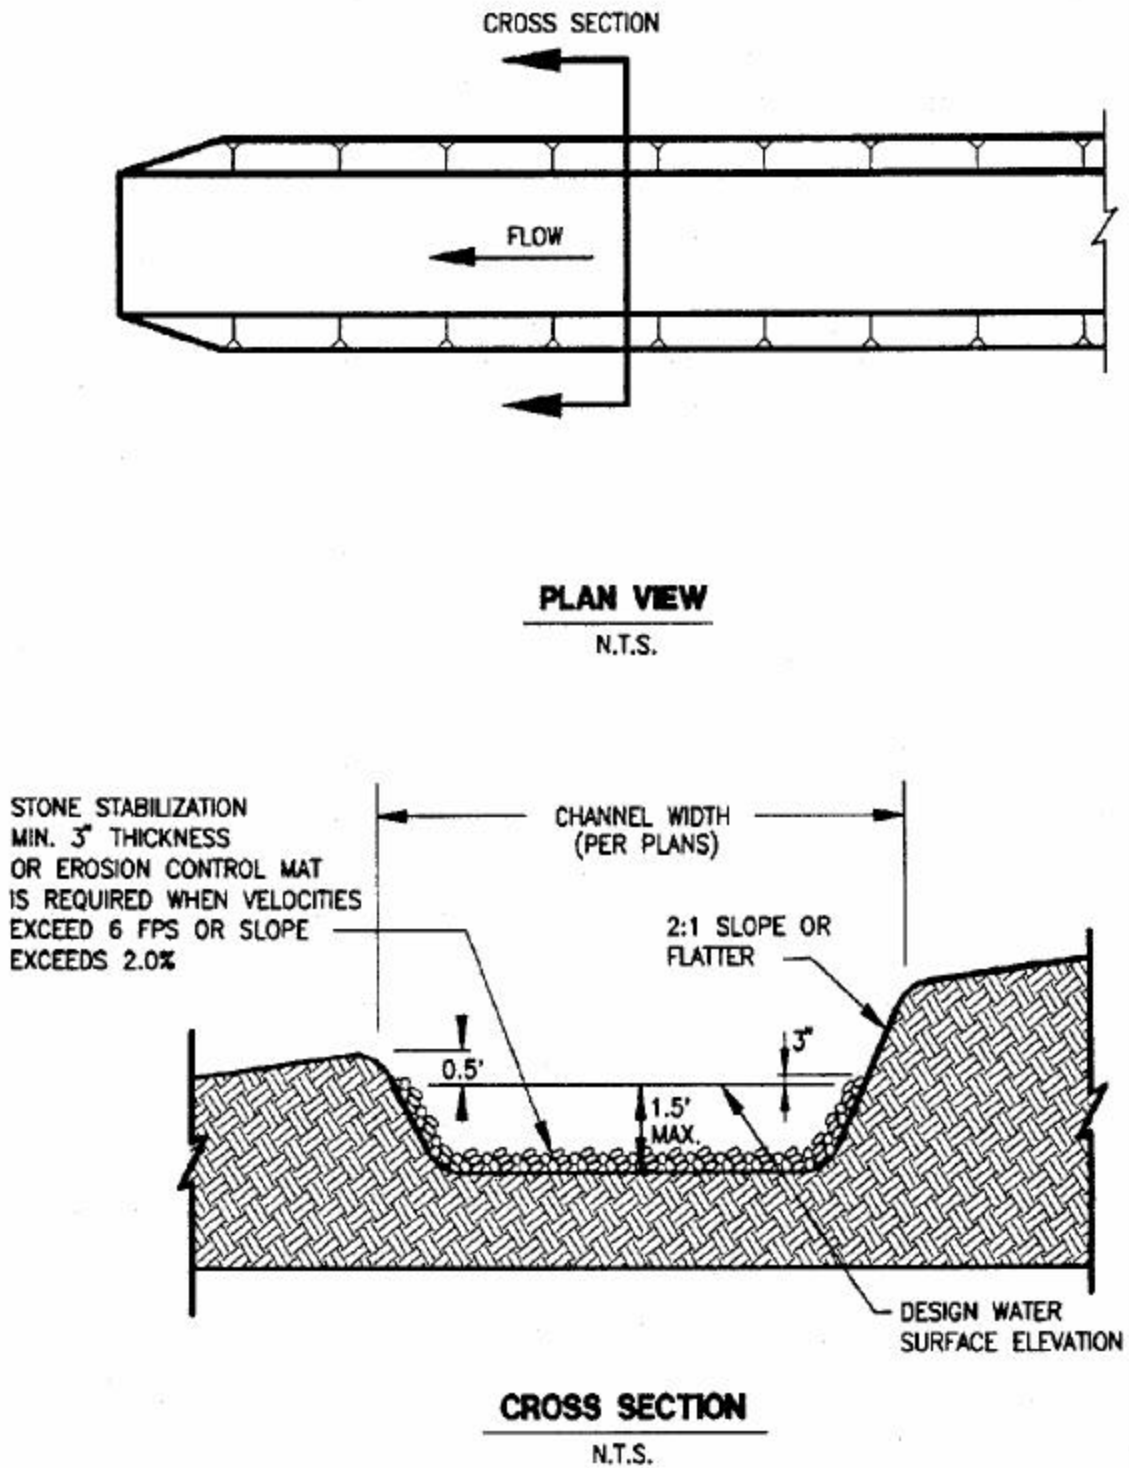 CROSS SECTION
FLOW
PLAN VIEW
N.T.S.
STONE STABILIZATION
MIN. 3" THICKNESS
OR EROSION CONTROL MAT
IS REQUIRED WHEN VELOCITIES
EXCEED 6 FPS OR SLOPE
EXCEEDS 2.0%
CHANNEL WIDTH
(PER PLANS)
2:1 SLOPE OR
FLATTER
0.5'
3"
1.5'
MAX.
DESIGN WATER
SURFACE ELEVATION
CROSS SECTION
N.T.S.